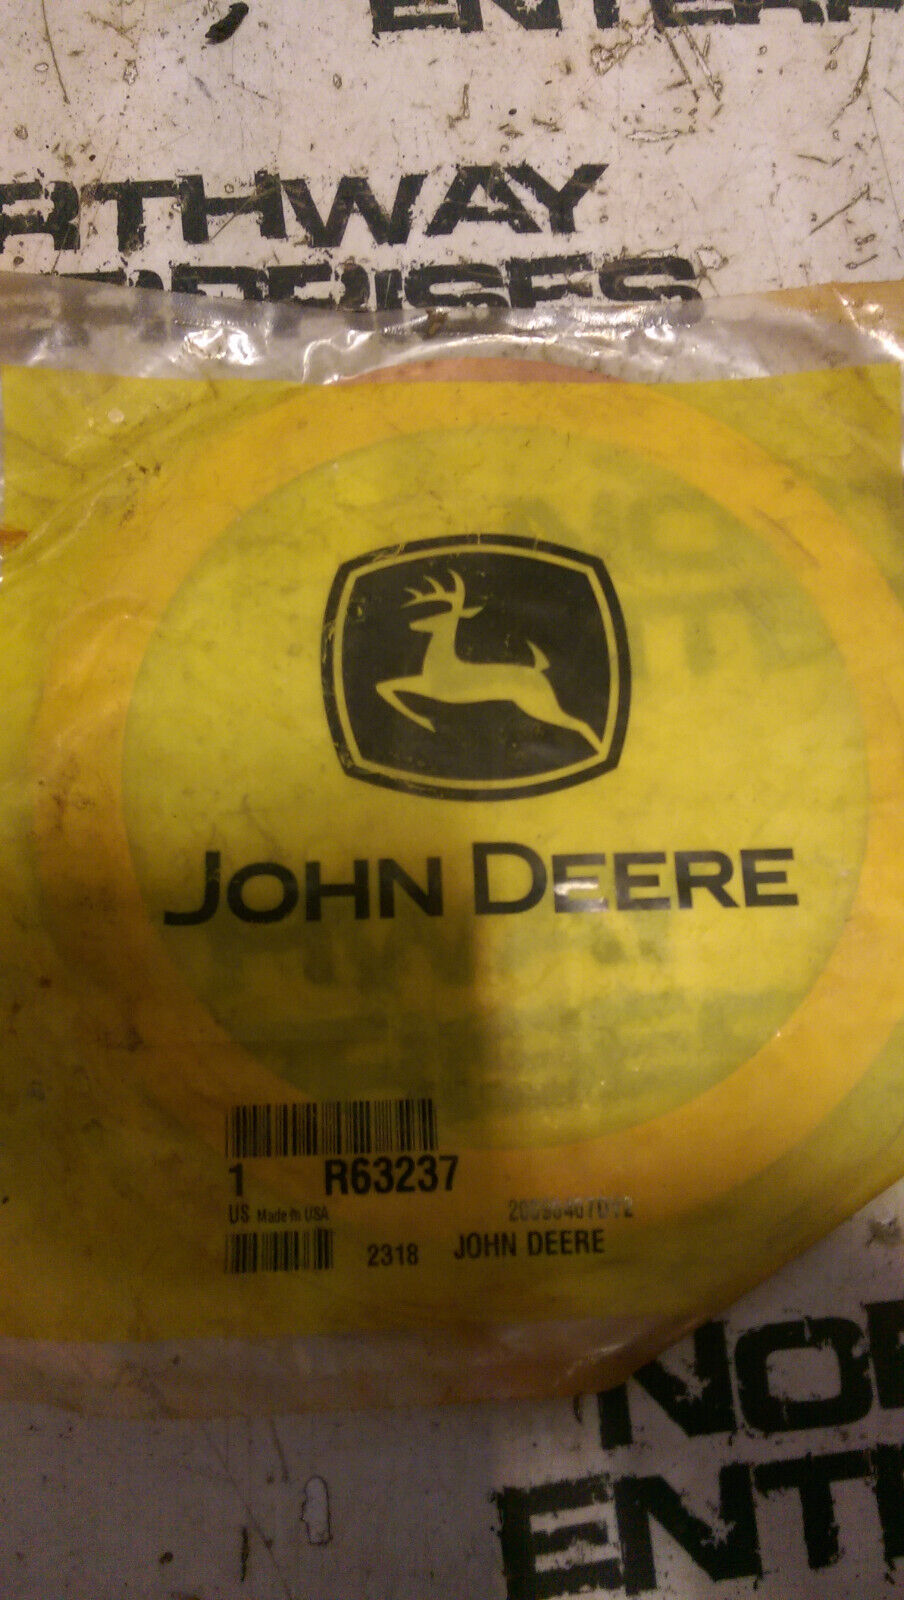 RTHWAY
JOHN DEERE
1 R63237
US Made in USA
2318 JOHN DEERE
NO
ENT